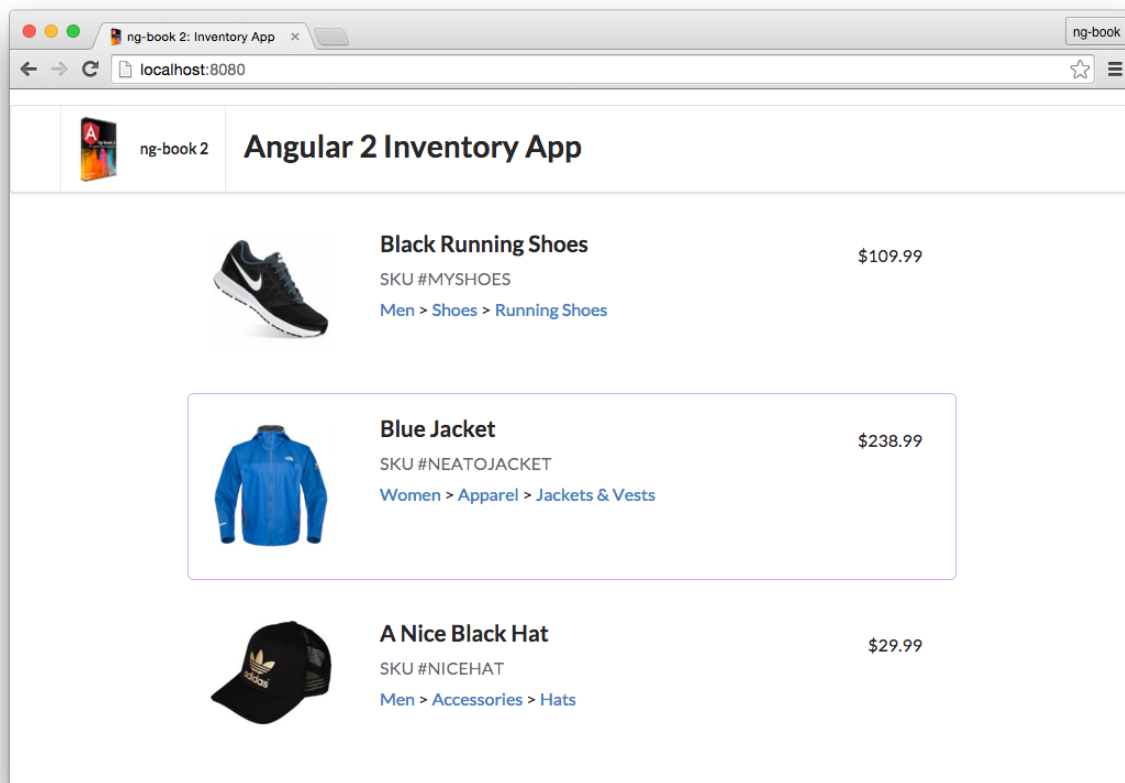 ng-book 2: Inventory App
ng-book
localhost:8080
ng-book 2
Angular 2 Inventory App
Black Running Shoes
$109.99
SKU #MYSHOES
Men > Shoes > Running Shoes
Blue Jacket
$238.99
SKU #NEATOJACKET
Women > Apparel > Jackets & Vests
A Nice Black Hat
$29.99
SKU #NICEHAT
Men > Accessories > Hats
adidas